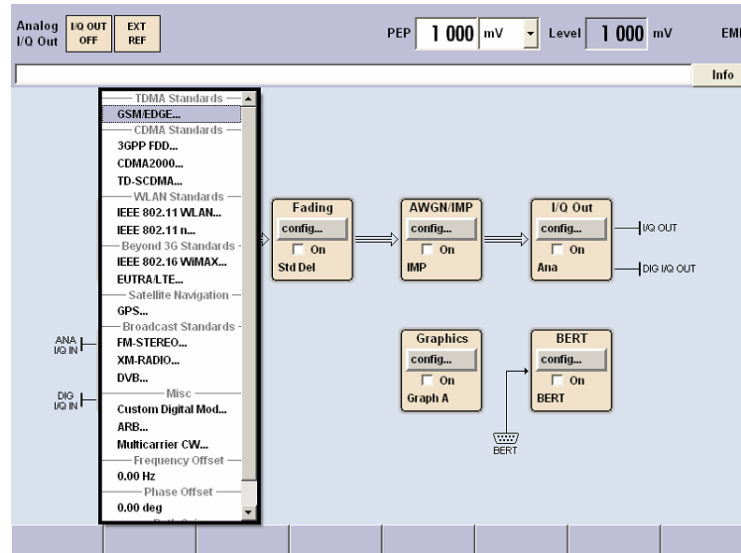 Analog
I/Q Out
I/Q OUT
OFF
EXT
REF
PEP 1 000 mV Level 1 000 mV
Info
TDMA Standards
GSM/EDGE...
CDMA Standards
3GPP FDD...
CDMA2000...
TD-SCDMA...
WLAN Standards
IEEE 802.11 WLAN...
IEEE 802.11 n...
Beyond 3G Standards
IEEE 802.16 WiMAX...
EUTRA/LTE...
Satellite Navigation
GPS...
Broadcast Standards
FM-STEREO...
XM-RADIO...
DVB...
Misc
Custom Digital Mod...
ARB...
Multicarrier CW...
Frequency Offset
0.00 Hz
Phase Offset
0.00 deg
ANA
I/Q IN
DIG
I/Q IN
Fading
config...
On
Std Del
AWGN/IMP
config...
On
IMP
I/Q Out
config...
On
Ana
I/Q OUT
DIG I/Q OUT
Graphics
config...
On
Graph A
BERT
config...
On
BERT
BERT